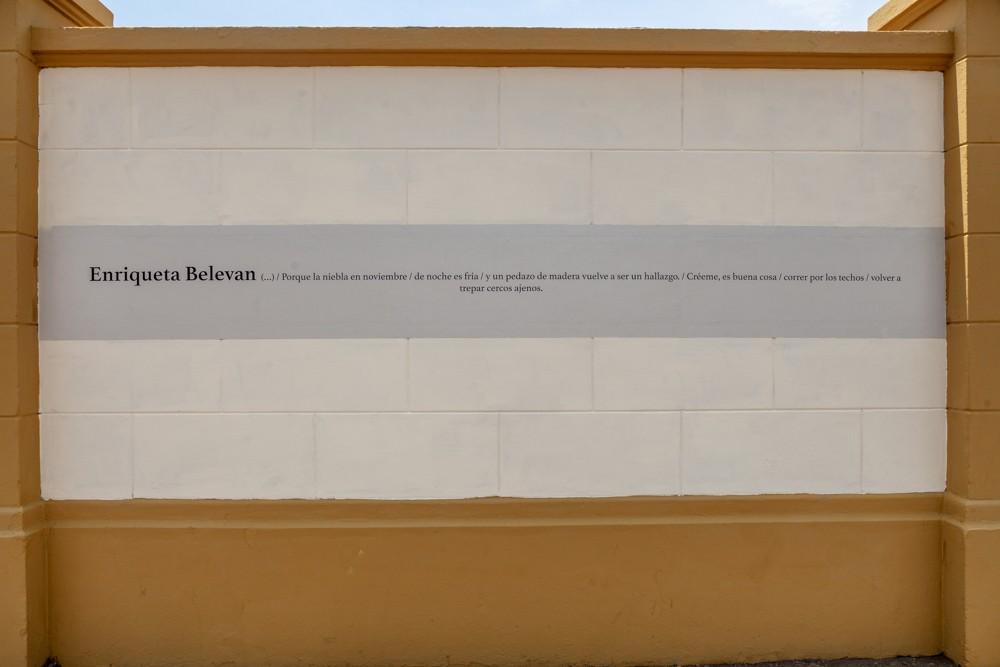 Enriqueta Belevan (...) / Porque la niebla en noviembre / de noche es fría / y un pedazo de madera vuelve a ser un hallazgo. / Créeme, es buena cosa / correr por los techos / volver a
trepar cercos ajenos.